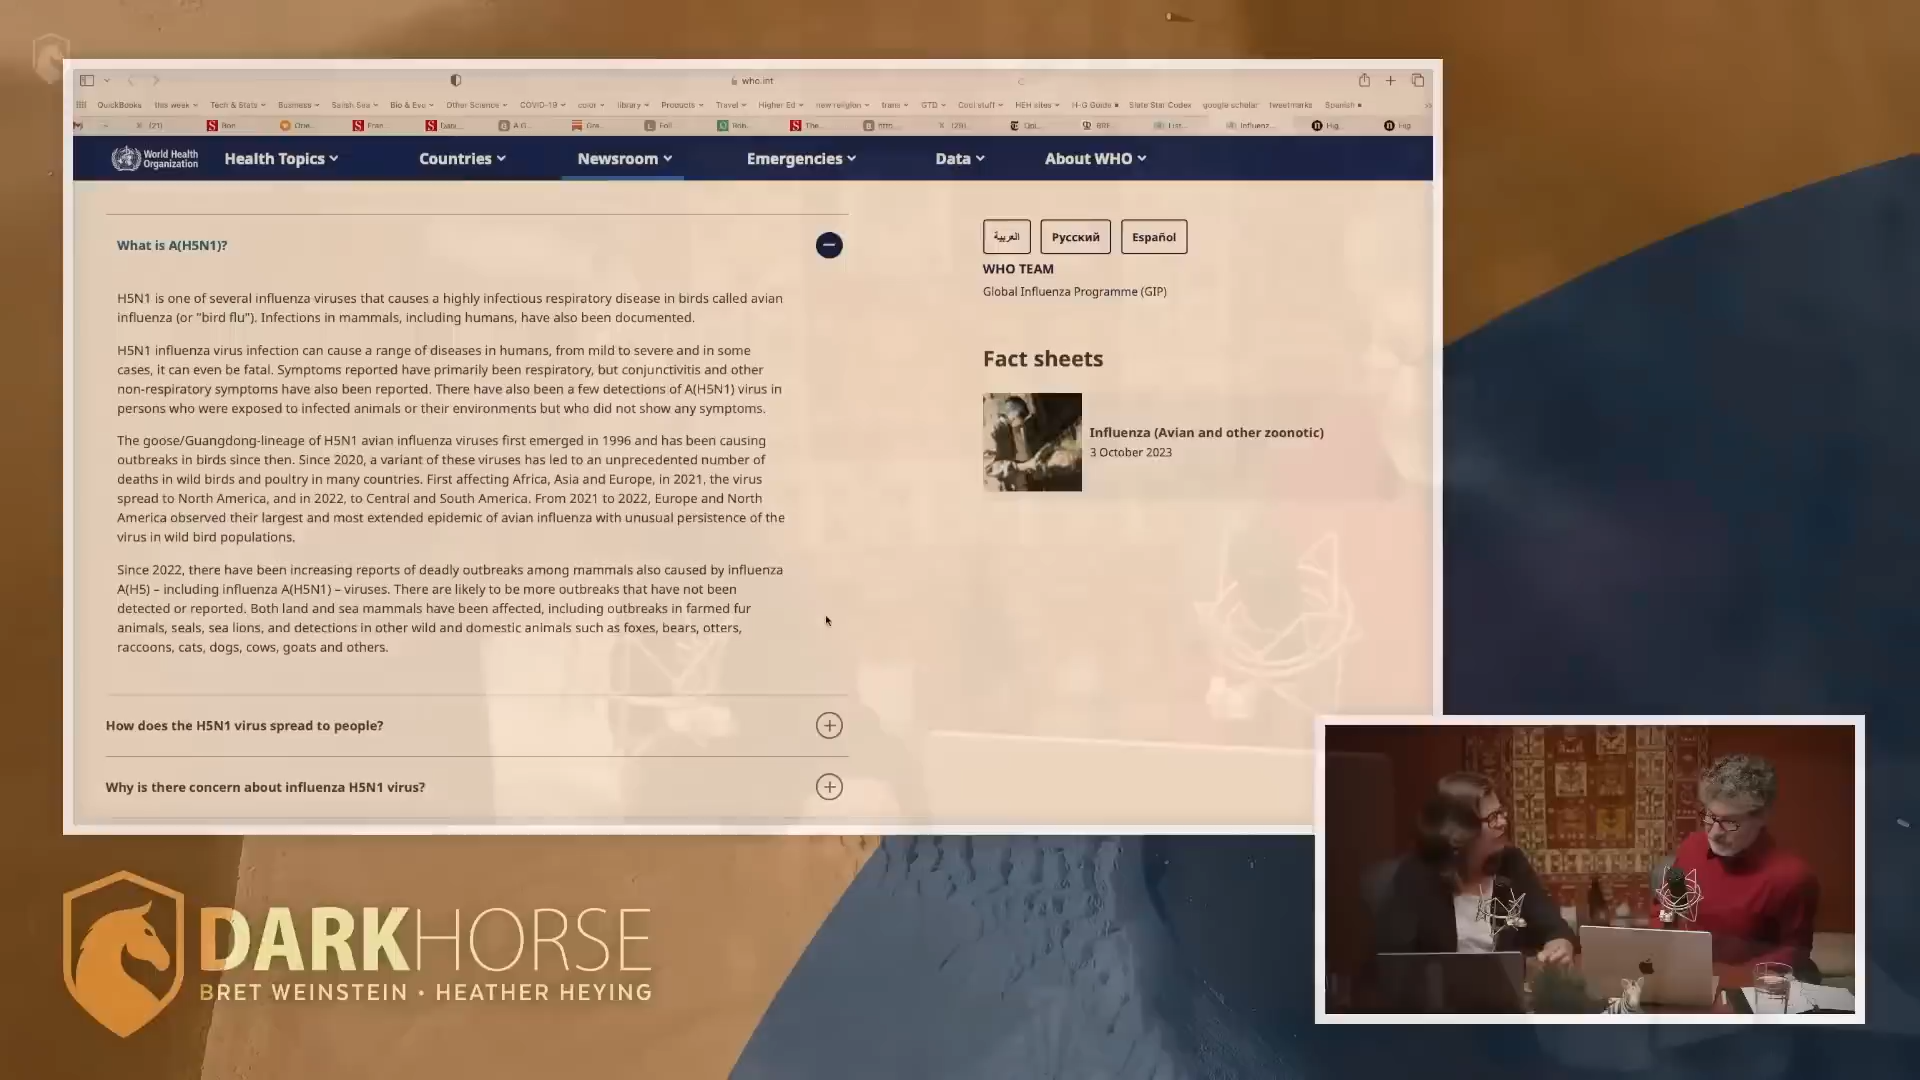 who.int
QuickBooks this week Tech & Stats Business Salish Sea Bio & Evo Other Science COVID-19 color library Products Travel Higher Ed new religion trans GTD Cool stuff HEH sites H-G Guide Slate Star Codex google scholar tweetmarks Spanish
(21) Bon One... Fran Dani... A G... Gre... Foll Rob... The... http... (29)... Opi... BRE... List... Influenz... Hig Hig
World Health
Organization
Health Topics Countries Newsroom Emergencies Data About WHO
What is A(H5N1)?
H5N1 is one of several influenza viruses that causes a highly infectious respiratory disease in birds called avian
influenza (or "bird flu"). Infections in mammals, including humans, have also been documented.
H5N1 influenza virus infection can cause a range of diseases in humans, from mild to severe and in some
cases, it can even be fatal. Symptoms reported have primarily been respiratory, but conjunctivitis and other
non-respiratory symptoms have also been reported. There have also been a few detections of A(H5N1) virus in
persons who were exposed to infected animals or their environments but who did not show any symptoms.
The goose/Guangdong-lineage of H5N1 avian influenza viruses first emerged in 1996 and has been causing
outbreaks in birds since then. Since 2020, a variant of these viruses has led to an unprecedented number of
deaths in wild birds and poultry in many countries. First affecting Africa, Asia and Europe, in 2021, the virus
spread to North America, and in 2022, to Central and South America. From 2021 to 2022, Europe and North
America observed their largest and most extended epidemic of avian influenza with unusual persistence of the
virus in wild bird populations.
Since 2022, there have been increasing reports of deadly outbreaks among mammals also caused by influenza
A(H5) – including influenza A(H5N1) – viruses. There are likely to be more outbreaks that have not been
detected or reported. Both land and sea mammals have been affected, including outbreaks in farmed fur
animals, seals, sea lions, and detections in other wild and domestic animals such as foxes, bears, otters,
raccoons, cats, dogs, cows, goats and others.
How does the H5N1 virus spread to people?
Why is there concern about influenza H5N1 virus?
العربية Русский Español
WHO TEAM
Global Influenza Programme (GIP)
Fact sheets
Influenza (Avian and other zoonotic)
3 October 2023
DARKHORSE
BRET WEINSTEIN • HEATHER HEYING